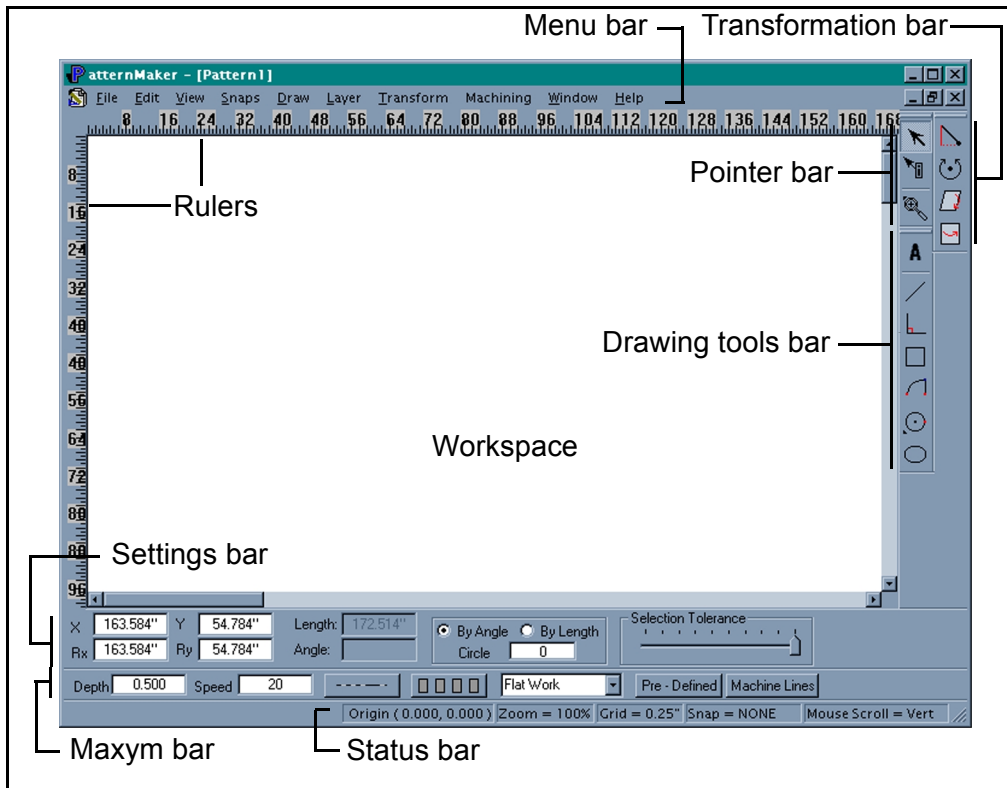 Menu bar Transformation bar
PatternMaker - [Pattern1]
File Edit View Snaps Draw Layer Transform Machining Window Help
8 16 24 32 40 48 56 64 72 80 88 96 104 112 120 128 136 144 152 160 168
Pointer bar
8
Rulers
16
24
A
32
40
Drawing tools bar
48
56
Workspace
64
72
80
Settings bar
88
96
X 163.584" Y 54.784" Length: 172.514" By Angle By Length Selection Tolerance
Rx 163.584" Ry 54.784" Angle: Circle 0
Depth 0.500 Speed 20 Flat Work Pre - Defined Machine Lines
Origin ( 0.000, 0.000 ) Zoom = 100% Grid = 0.25" Snap = NONE Mouse Scroll = Vert
Maxym bar Status bar